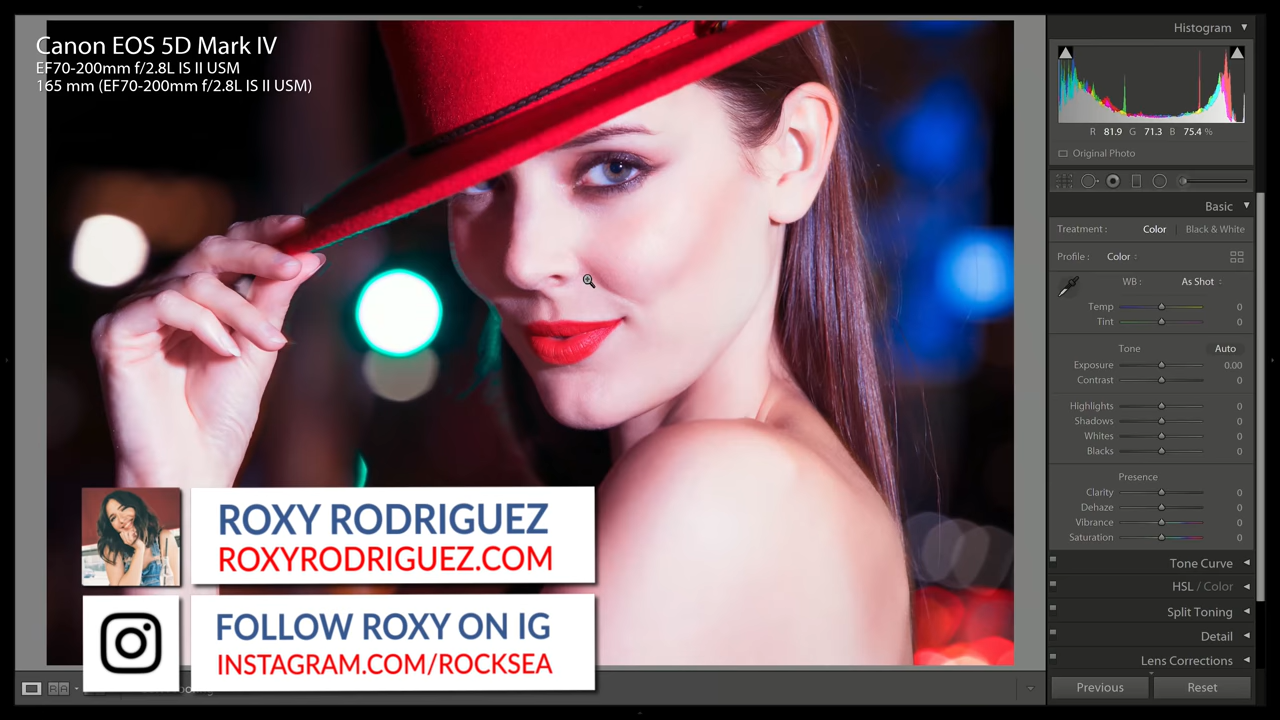 Canon EOS 5D Mark IV
EF70-200mm f/2.8L IS II USM
165 mm (EF70-200mm f/2.8L IS II USM)
ROXY RODRIGUEZ
ROXYRODRIGUEZ.COM
FOLLOW ROXY ON IG
INSTAGRAM.COM/ROCKSEA
Histogram
R 81.9 G 71.3 B 75.4 %
Original Photo
Basic
Treatment : Color Black & White
Profile : Color
WB : As Shot
Temp 0
Tint 0
Tone Auto
Exposure 0.00
Contrast 0
Highlights 0
Shadows 0
Whites 0
Blacks 0
Presence
Clarity 0
Dehaze 0
Vibrance 0
Saturation 0
Tone Curve
HSL / Color
Split Toning
Detail
Lens Corrections
Previous Reset